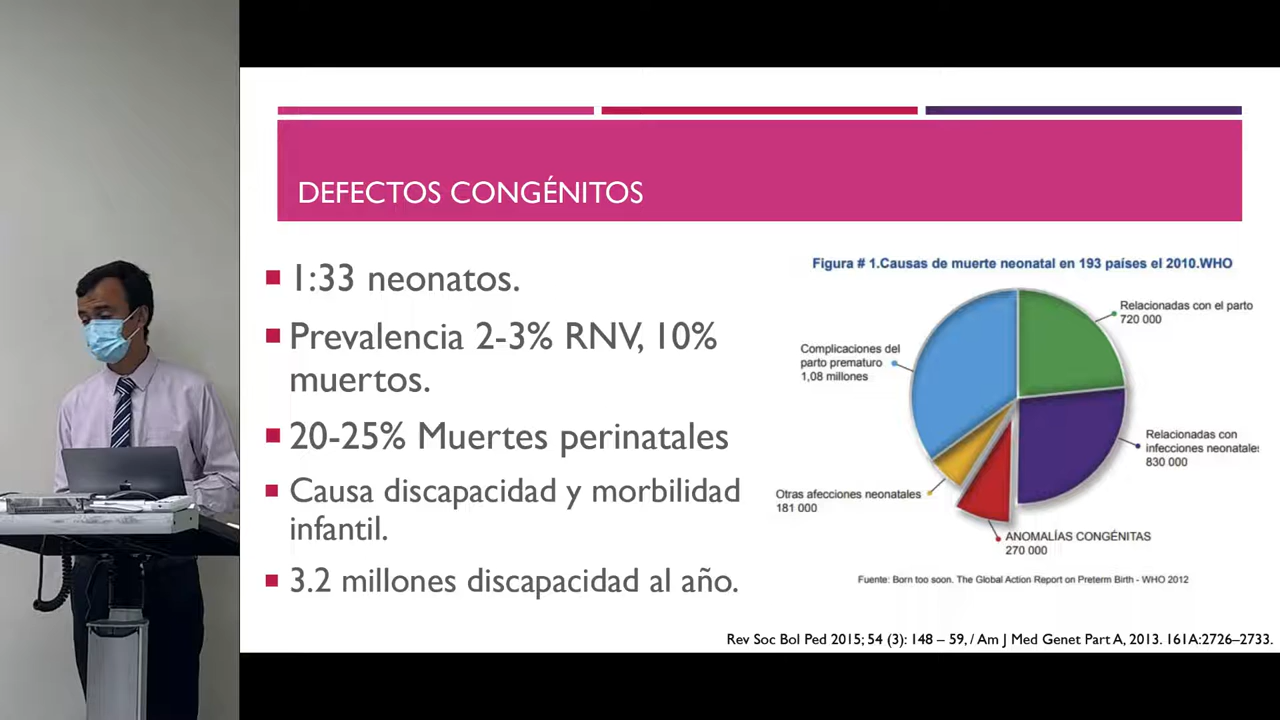 DEFECTOS CONGÉNITOS
1:33 neonatos.
Prevalencia 2-3% RNV, 10%
muertos.
20-25% Muertes perinatales
Causa discapacidad y morbilidad
infantil.
3.2 millones discapacidad al año.
Figura # 1.Causas de muerte neonatal en 193 países el 2010.WHO
Relacionadas con el parto
720 000
Complicaciones del
parto prematuro
1,08 millones
Relacionadas con
infecciones neonatale
830 000
Otras afecciones neonatales
181 000
ANOMALÍAS CONGÉNITAS
270 000
Fuente: Born too soon. The Global Action Report on Preterm Birth - WHO 2012
Rev Soc Bol Ped 2015; 54 (3): 148 – 59, / Am J Med Genet Part A, 2013. 161A:2726–2733.